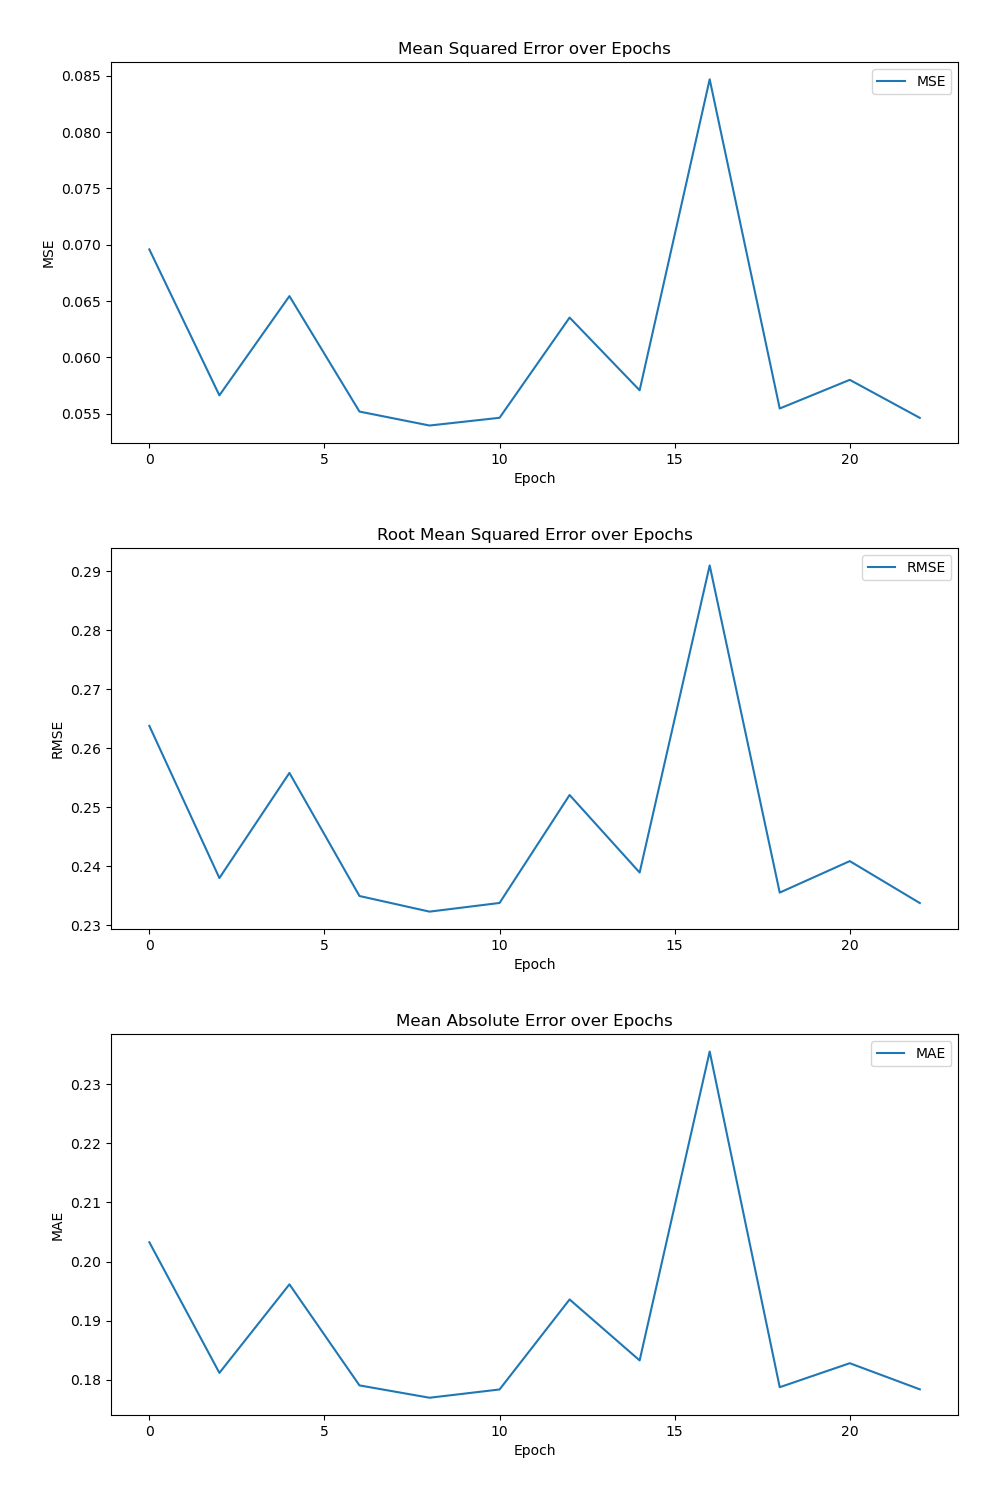 Mean Squared Error over Epochs
MSE
0.085
0.080
0.075
0.070
0.065
0.060
0.055
MSE
0 5 10 15 20
Epoch
Root Mean Squared Error over Epochs
RMSE
0.29
0.28
0.27
0.26
0.25
0.24
0.23
RMSE
0 5 10 15 20
Epoch
Mean Absolute Error over Epochs
MAE
0.23
0.22
0.21
0.20
0.19
0.18
MAE
0 5 10 15 20
Epoch